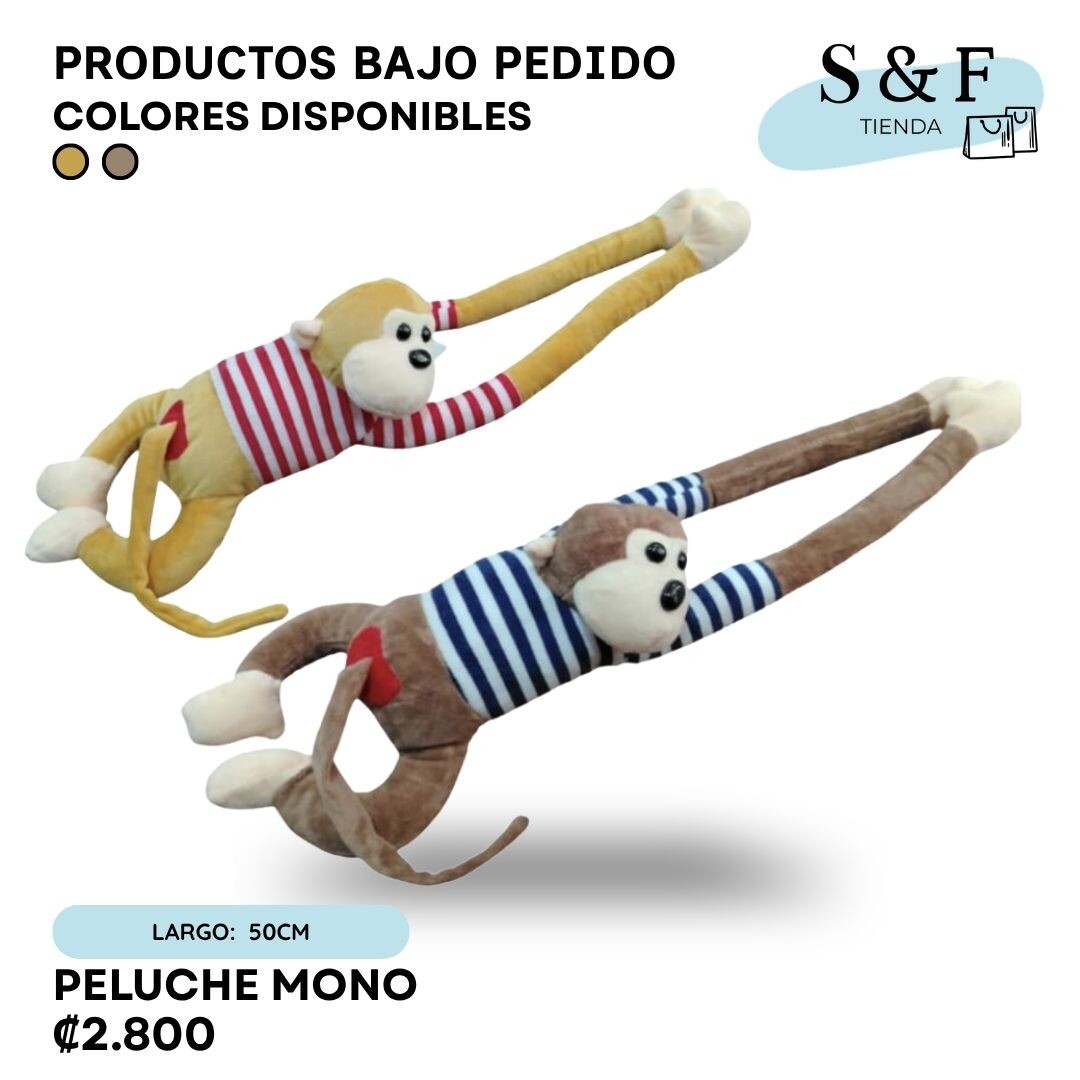 PRODUCTOS BAJO PEDIDO
COLORES DISPONIBLES
S & F
TIENDA
LARGO: 50CM
PELUCHE MONO
₡2.800